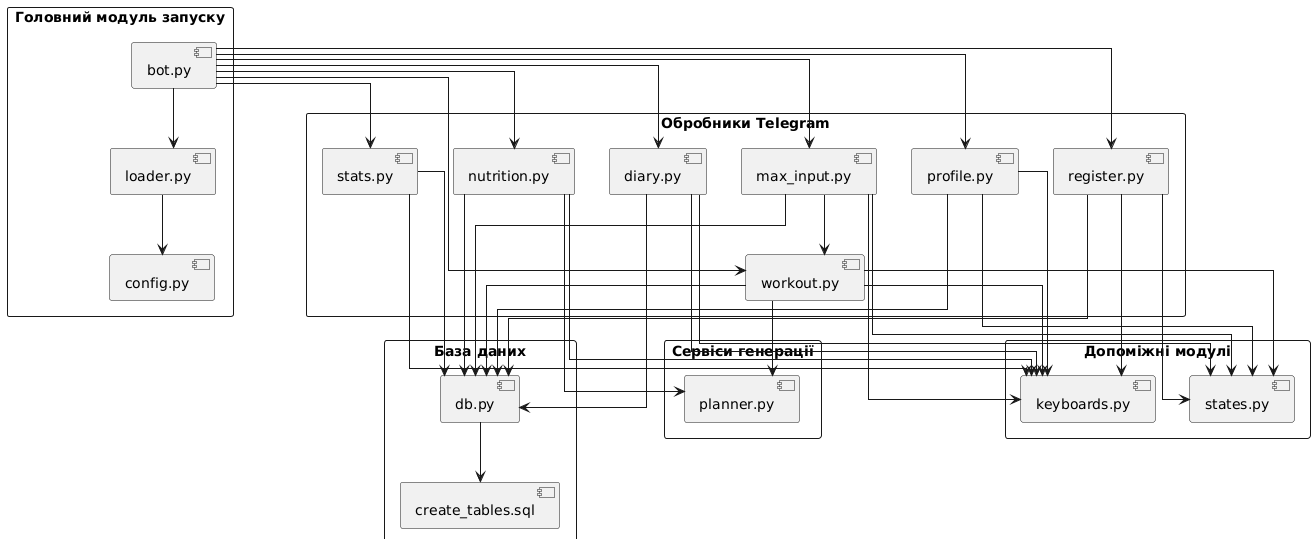 Головний модуль запуску
bot.py
Обробники Telegram
loader.py
stats.py
nutrition.py
diary.py
max_input.py
profile.py
register.py
config.py
workout.py
База даних
Сервіси генерації
Допоміжні модулі
db.py
planner.py
keyboards.py
states.py
create_tables.sql